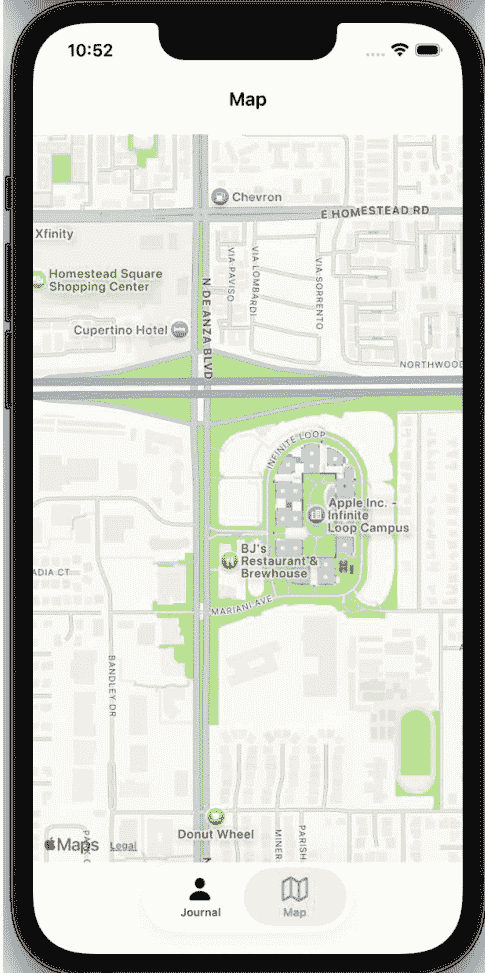 10:52
Map
Chevron
E HOMESTEAD RD
Xfinity
VIA PAVISO
VIA LOMBARDI
VIA SORRENTO
Homestead Square
Shopping Center
N DE ANZA BLVD
Cupertino Hotel
NORTHWOOD
INFINITE LOOP
Apple Inc. -
Infinite
Loop Campus
BJ's
Restaurant &
Brewhouse
ADIA CT
MARIANI AVE
BANDLEY DR
Donut Wheel
Maps
Legal
MINER
PARISH
N
Journal
Map